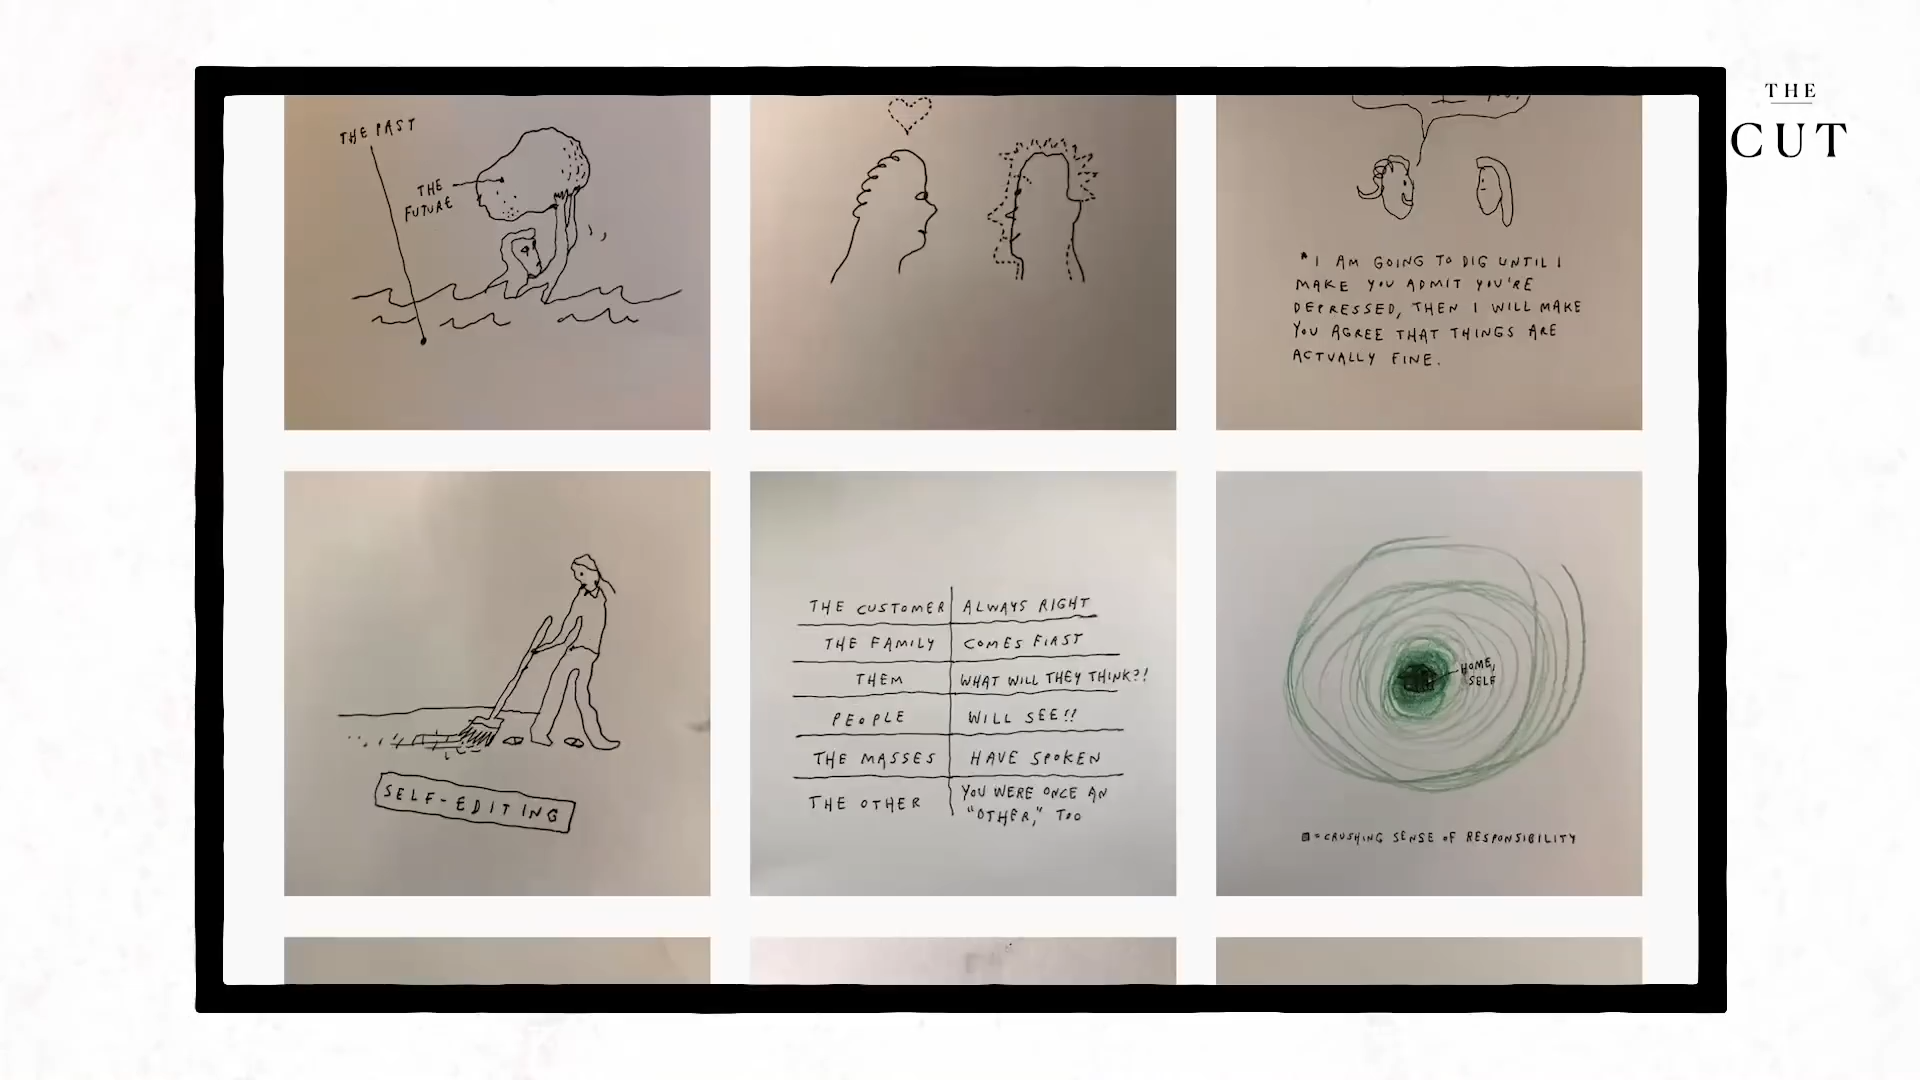 THE
CUT
THE PAST
THE
FUTURE
"I AM GOING TO DIG UNTIL I
MAKE YOU ADMIT YOU'RE
DEPRESSED, THEN I WILL MAKE
YOU AGREE THAT THINGS ARE
ACTUALLY FINE.
SELF-EDITING
THE CUSTOMER ALWAYS RIGHT
THE FAMILY COMES FIRST
THEM WHAT WILL THEY THINK?!
PEOPLE WILL SEE!!
THE MASSES HAVE SPOKEN
THE OTHER YOU WERE ONCE AN
"OTHER," TOO
HOME,
SELF
= CRUSHING SENSE OF RESPONSIBILITY